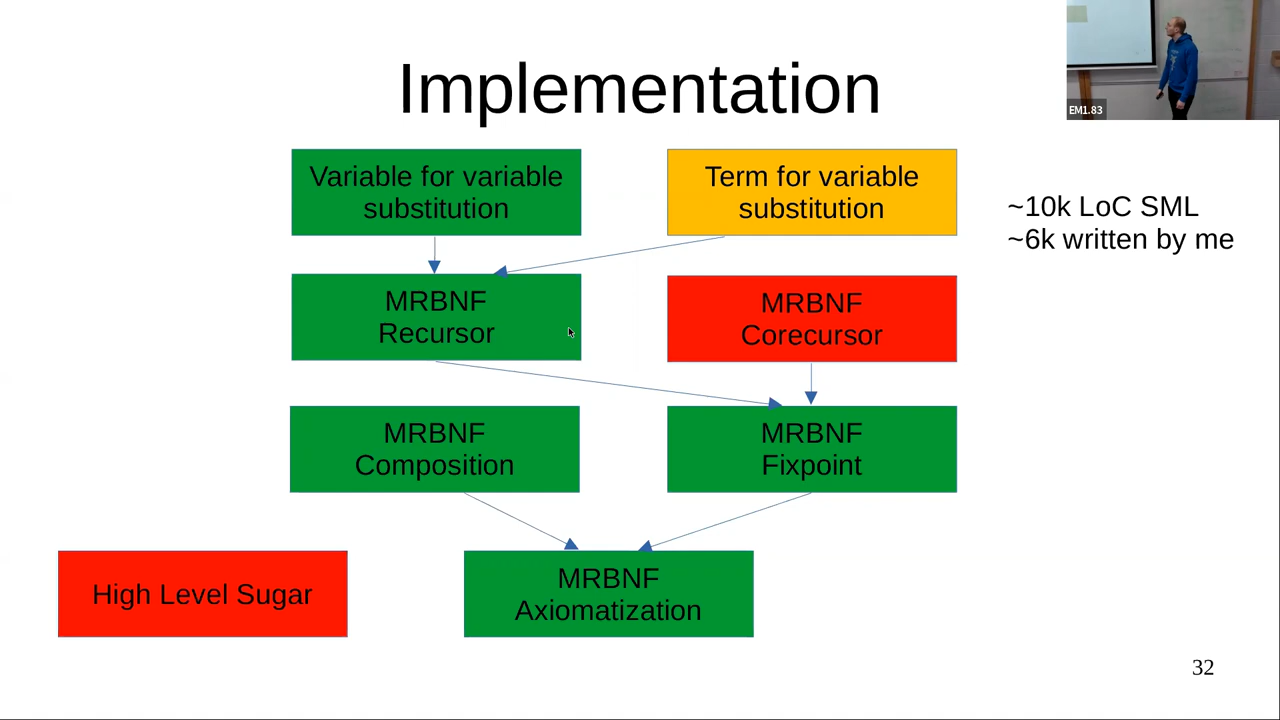 Implementation
EM1.83
Variable for variable
substitution
Term for variable
substitution
~10k LoC SML
~6k written by me
MRBNF
Recursor
MRBNF
Corecursor
MRBNF
Composition
MRBNF
Fixpoint
High Level Sugar
MRBNF
Axiomatization
32